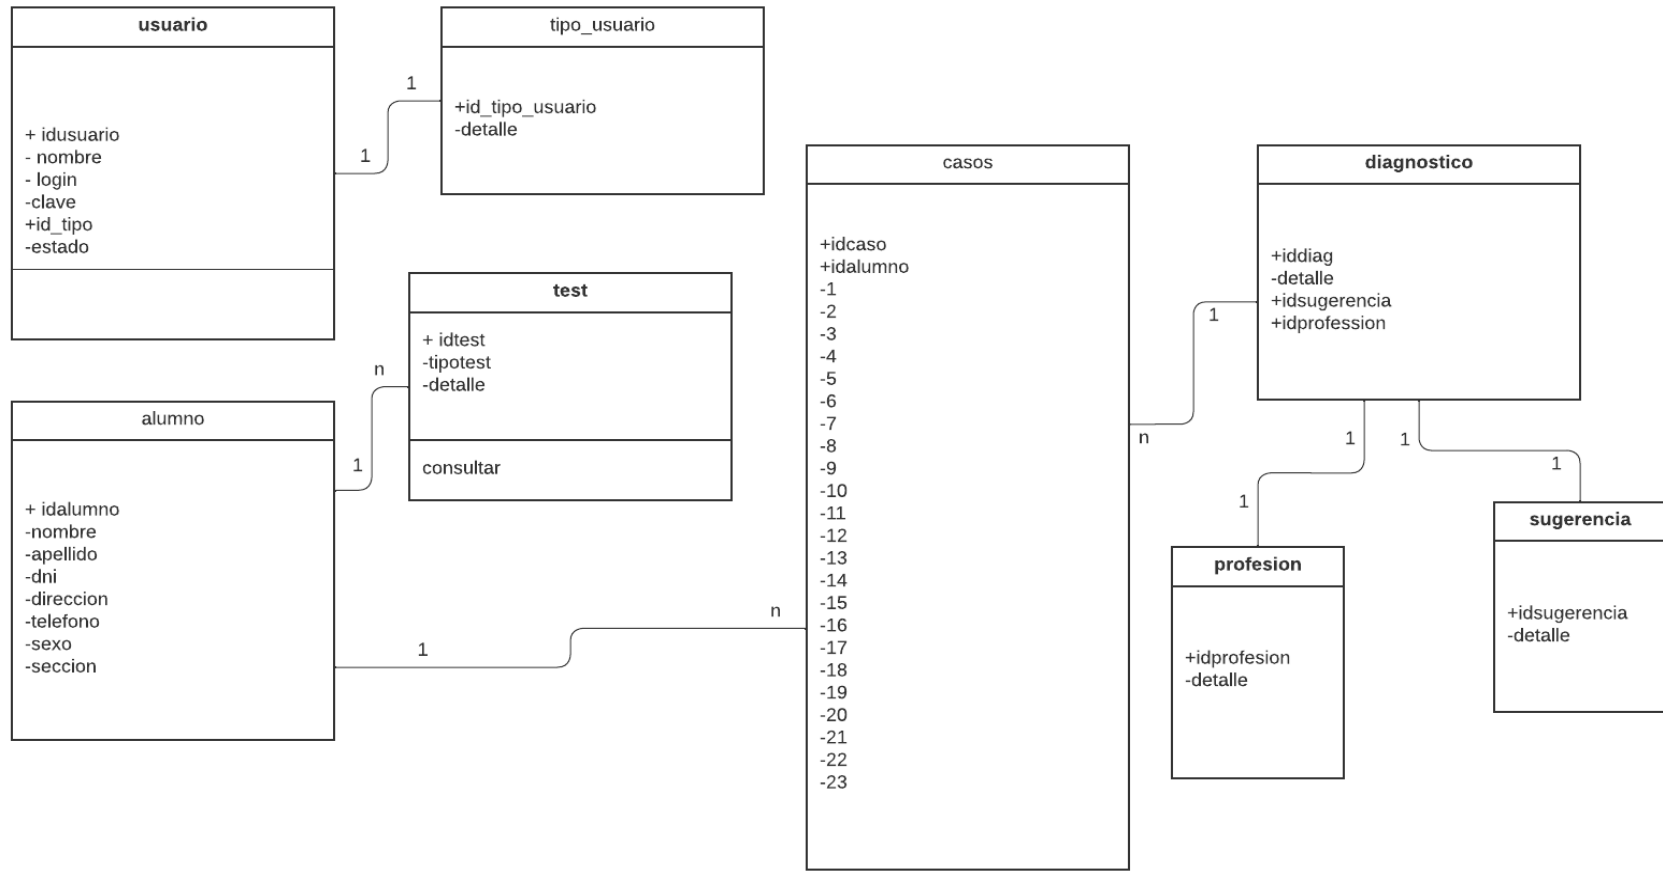 usuario
+ idusuario
- nombre
- login
-clave
+id_tipo
-estado
1
1
tipo_usuario
+id_tipo_usuario
-detalle
test
+ idtest
-tipotest
-detalle
consultar
n
1
alumno
+ idalumno
-nombre
-apellido
-dni
-direccion
-telefono
-sexo
-seccion
1
n
casos
+idcaso
+idalumno
-1
-2
-3
-4
-5
-6
-7
-8
-9
-10
-11
-12
-13
-14
-15
-16
-17
-18
-19
-20
-21
-22
-23
n
1
diagnostico
+iddiag
-detalle
+idsugerencia
+idprofession
1
1
1
1
profesion
+idprofesion
-detalle
sugerencia
+idsugerencia
-detalle